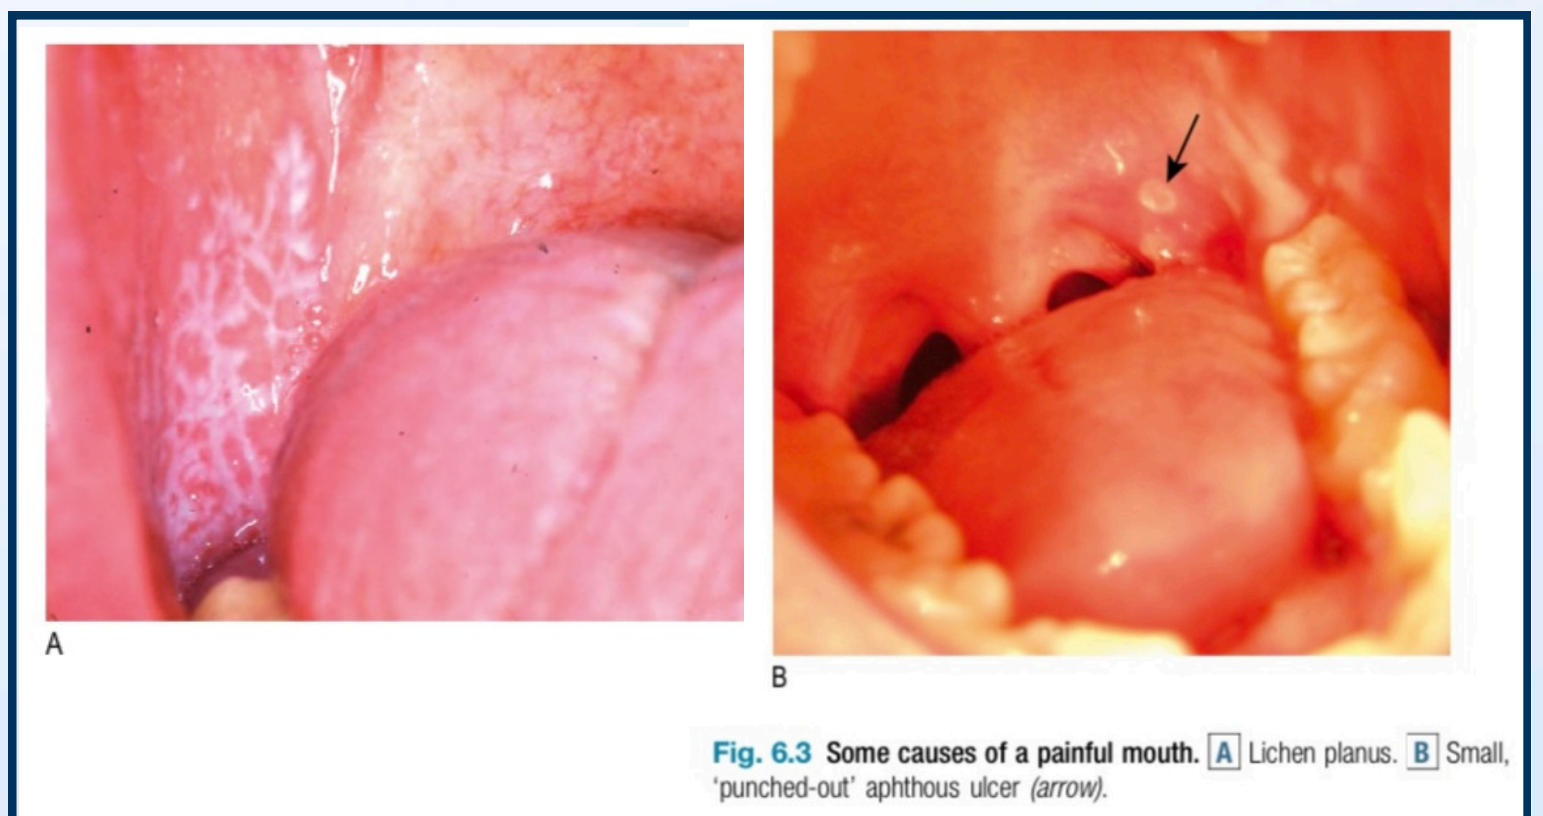 A
B
Fig. 6.3 Some causes of a painful mouth. A Lichen planus. B Small,
‘punched-out’ aphthous ulcer (arrow).